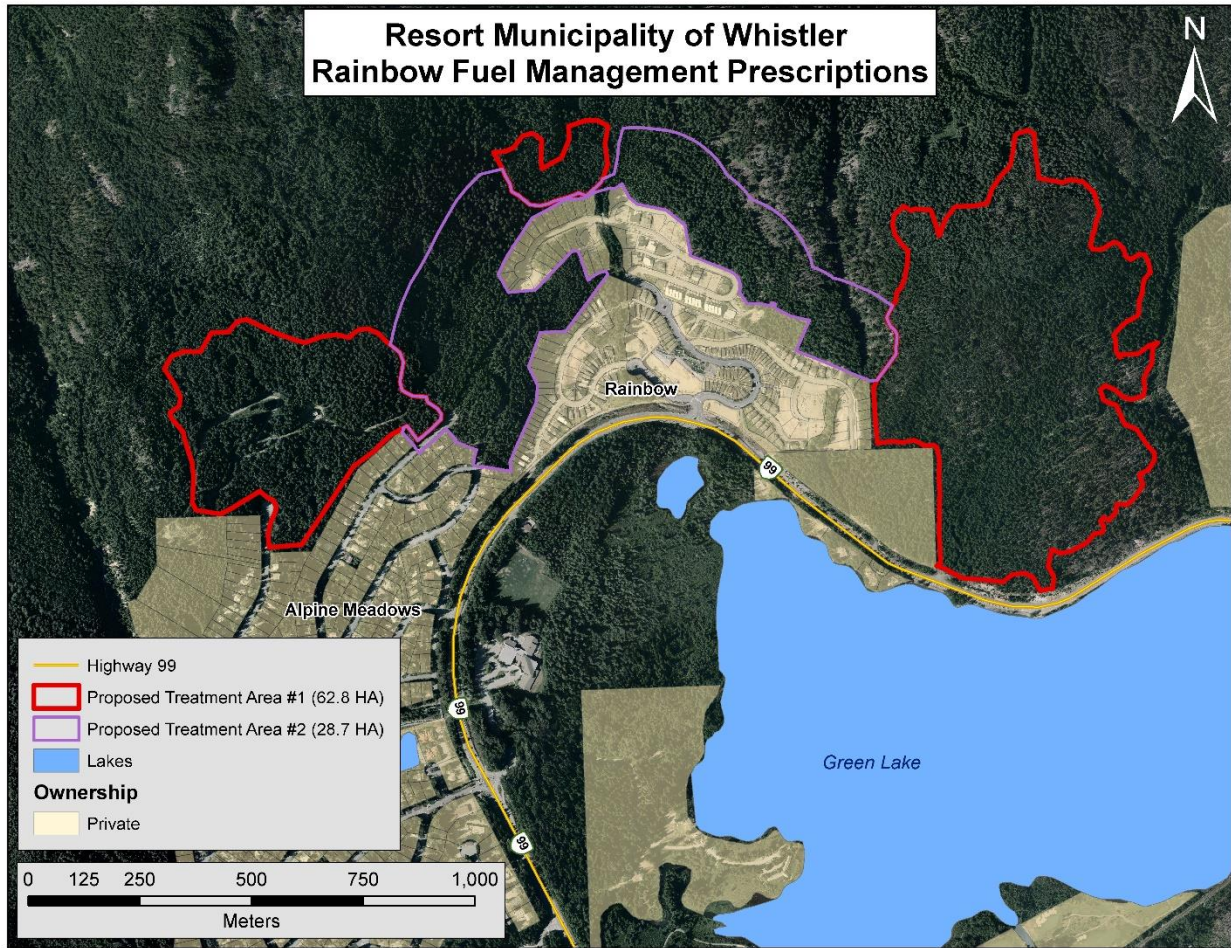 Resort Municipality of Whistler
Rainbow Fuel Management Prescriptions
N
Rainbow
99
Alpine Meadows
99
Green Lake
99
Highway 99
Proposed Treatment Area #1 (62.8 HA)
Proposed Treatment Area #2 (28.7 HA)
Lakes
Ownership
Private
0 125 250 500 750 1,000
Meters